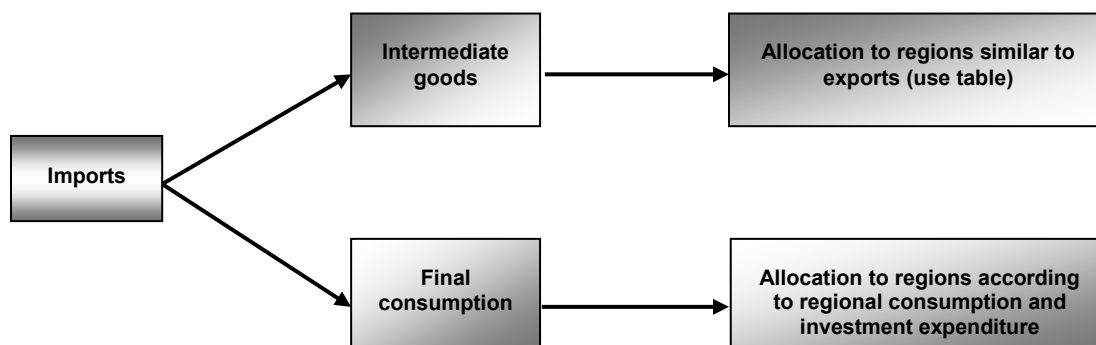 Intermediate
goods
Allocation to regions similar to
exports (use table)
Imports
Final
consumption
Allocation to regions according
to regional consumption and
investment expenditure